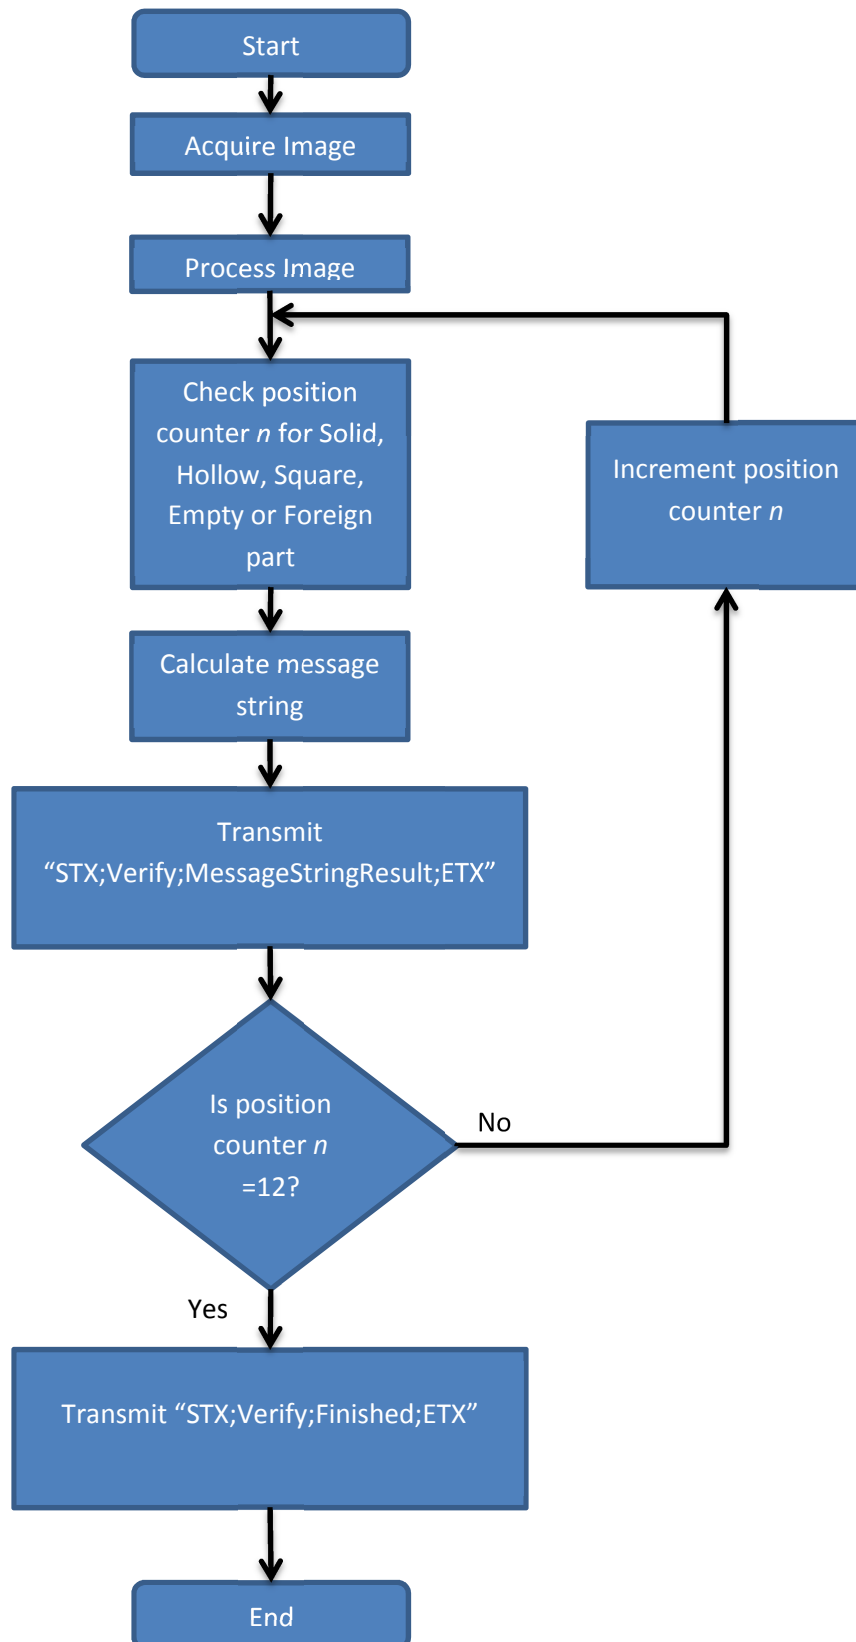 Start
Acquire Image
Process Image
Check position
counter n for Solid,
Hollow, Square,
Empty or Foreign
part
Increment position
counter n
Calculate message
string
Transmit
“STX;Verify;MessageStringResult;ETX”
Is position
counter n
=12?
No
Yes
Transmit “STX;Verify;Finished;ETX”
End